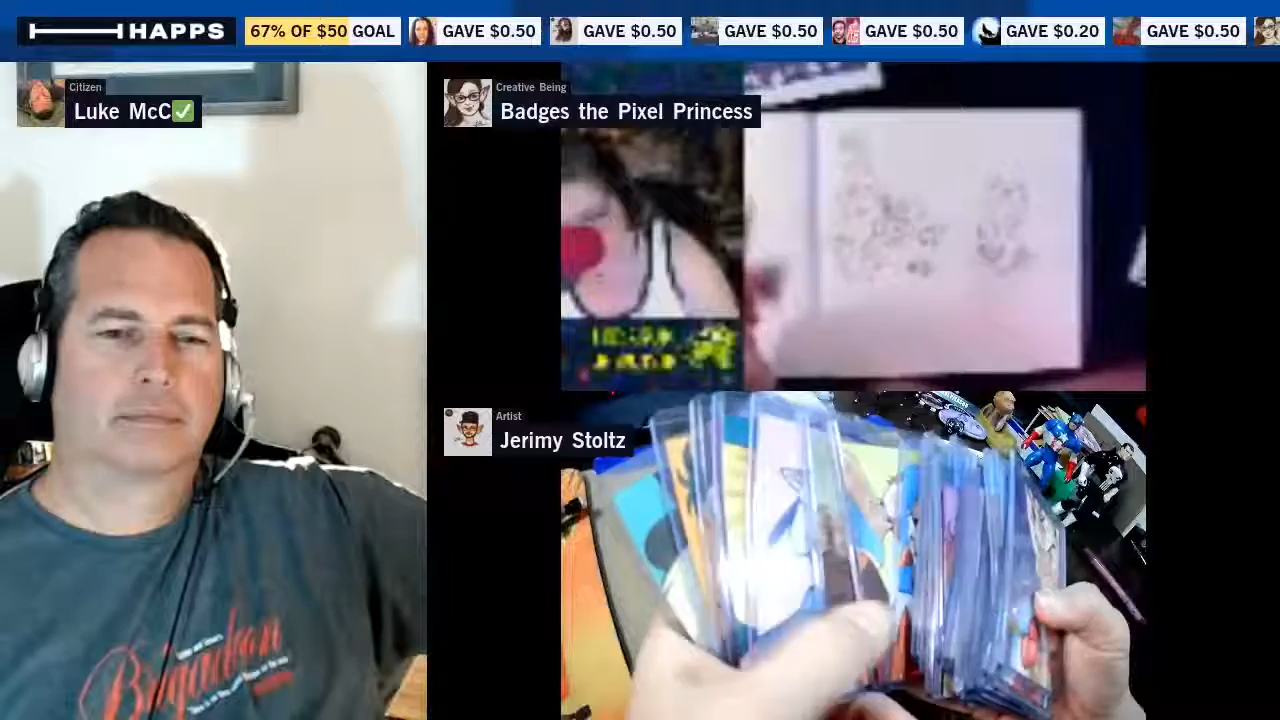 HAPPS
67% OF $50 GOAL
GAVE $0.50
GAVE $0.50
GAVE $0.50
GAVE $0.50
GAVE $0.20
GAVE $0.50
Citizen
Luke McC✅
Creative Being
Badges the Pixel Princess
Artist
Jerimy Stoltz
Brigadoon